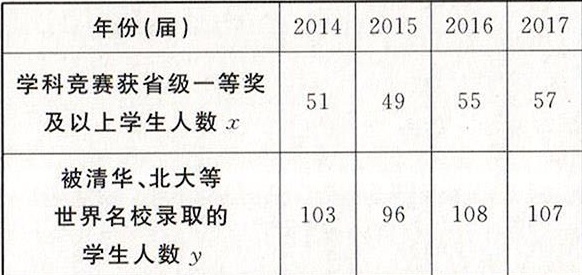 年份(届) 2014 2015 2016 2017
学科竞赛获省级一等奖
及以上学生人数 x 51 49 55 57
被清华、北大等
世界名校录取的
学生人数 y 103 96 108 107